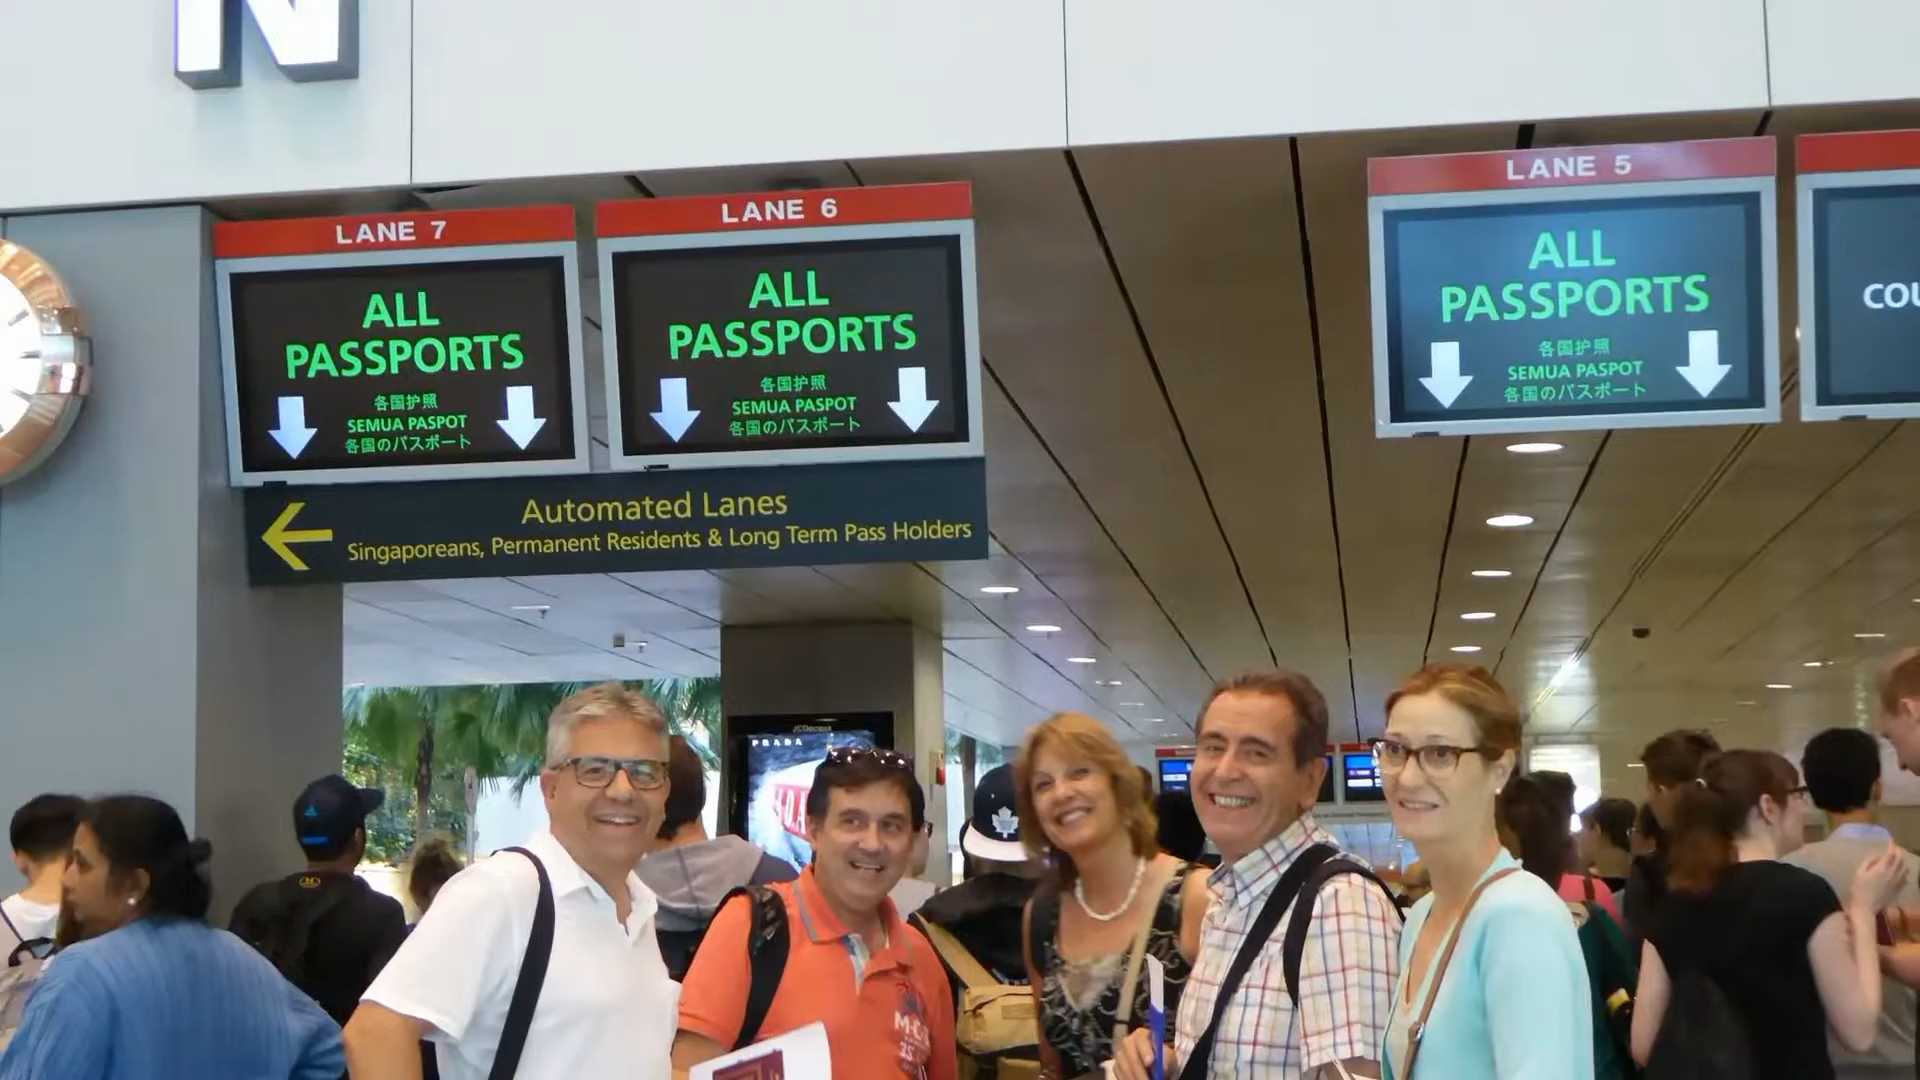 N
LANE 7
ALL
PASSPORTS
各国护照
SEMUA PASPOT
各国のパスポート
LANE 6
ALL
PASSPORTS
各国护照
SEMUA PASPOT
各国のパスポート
Automated Lanes
Singaporeans, Permanent Residents & Long Term Pass Holders
LANE 5
ALL
PASSPORTS
各国护照
SEMUA PASPOT
各国のパスポート
COU
JCDecaux
PRADA